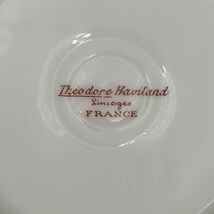 Theodore Haviland
Limoges
FRANCE